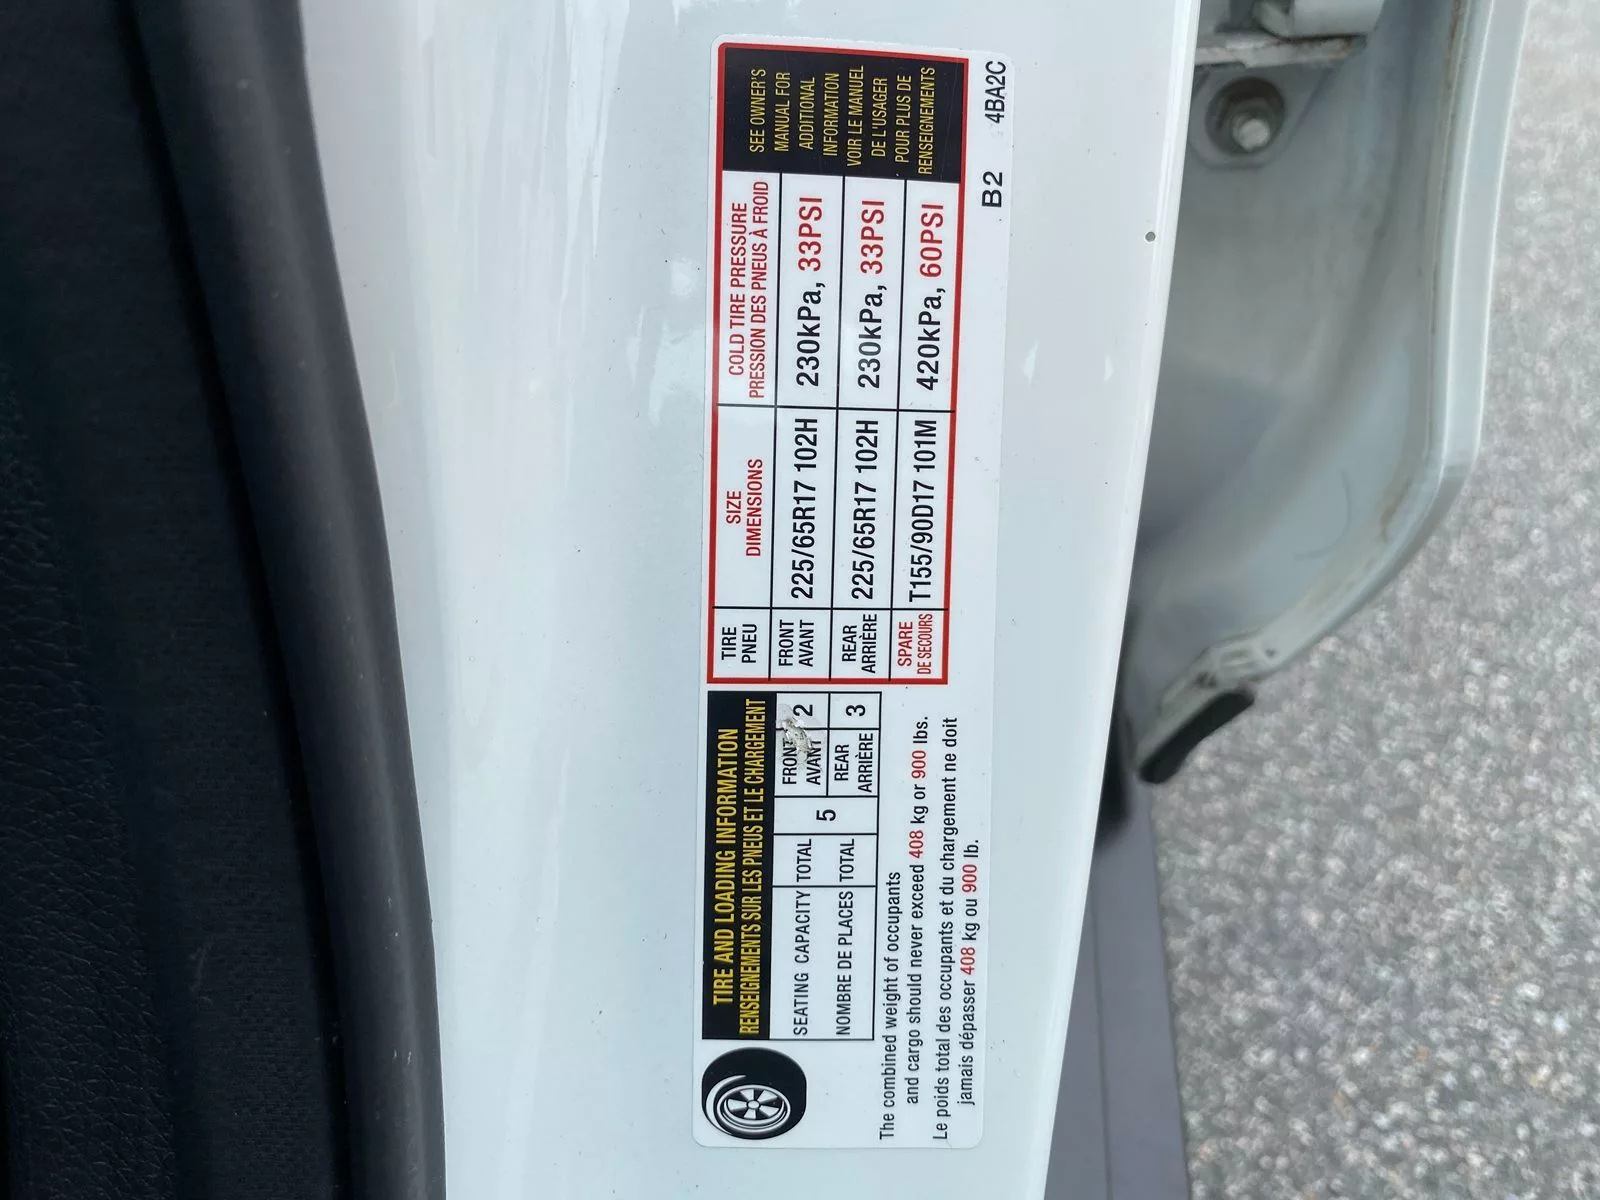 TIRE AND LOADING INFORMATION
RENSEIGNEMENTS SUR LES PNEUS ET LE CHARGEMENT
SEATING CAPACITY
NOMBRE DE PLACES
TOTAL
TOTAL
5
FRONT
AVANT
2
REAR
ARRIÈRE
3
The combined weight of occupants
and cargo should never exceed 408 kg or 900 lbs.
Le poids total des occupants et du chargement ne doit
jamais dépasser 408 kg ou 900 lb.
TIRE
PNEU
SIZE
DIMENSIONS
COLD TIRE PRESSURE
PRESSION DES PNEUS À FROID
FRONT
AVANT
225/65R17 102H
230kPa, 33PSI
REAR
ARRIÈRE
225/65R17 102H
230kPa, 33PSI
SPARE
DE SECOURS
T155/90D17 101M
420kPa, 60PSI
SEE OWNER'S
MANUAL FOR
ADDITIONAL
INFORMATION
VOIR LE MANUEL
DE L'USAGER
POUR PLUS DE
RENSEIGNEMENTS
B2 4BA2C